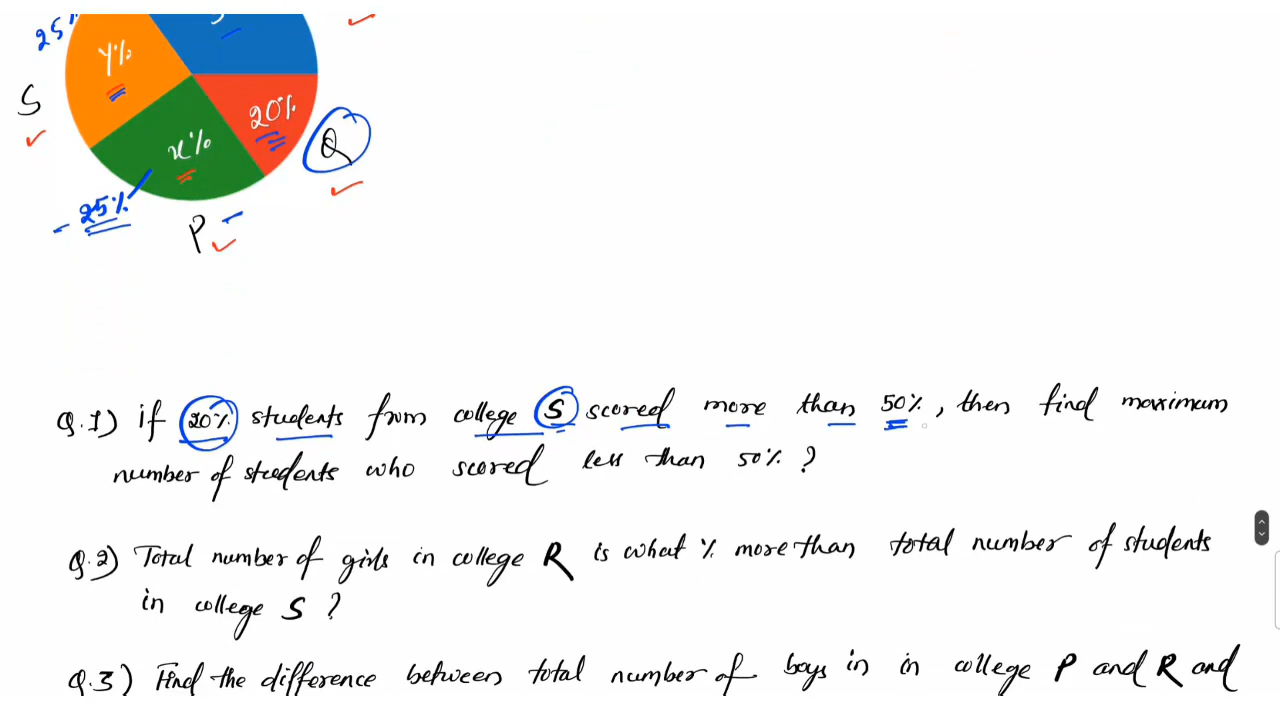 25%
Y%
S
20%
Q
x%
25%
P
Q.1) If 20% students from college S scored more than 50%, then find maximum
number of students who scored less than 50% ?
Q.2) Total number of girls in college R is what % more than total number of students
in college S ?
Q.3) Find the difference between total number of boys in in college P and R and